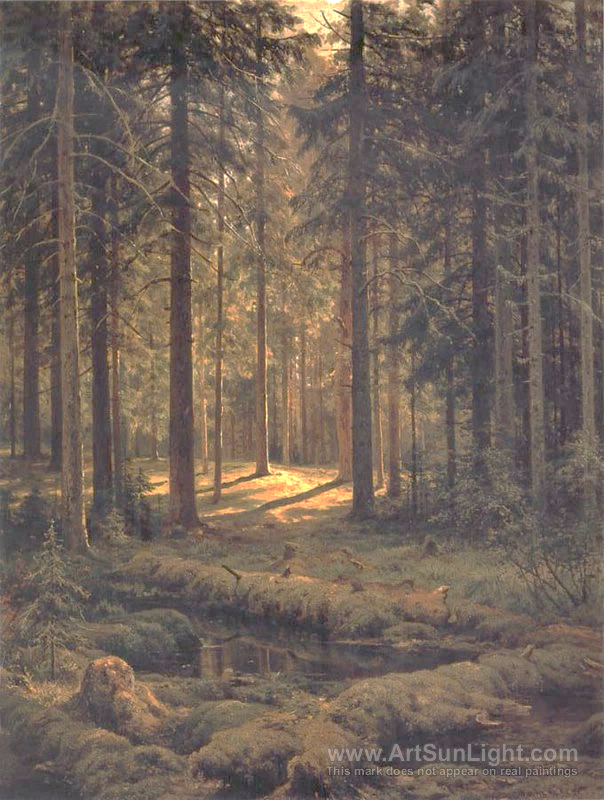 www.ArtSunLight.com
This mark does not appear on real paintings